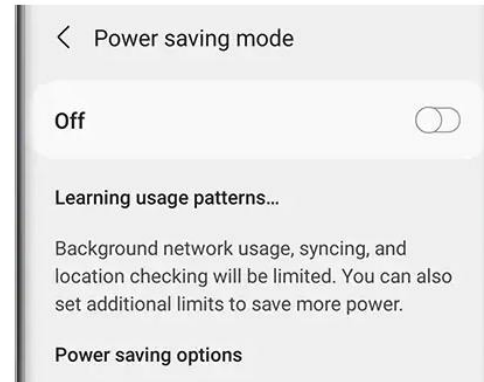 Power saving mode
Off
Learning usage patterns...
Background network usage, syncing, and
location checking will be limited. You can also
set additional limits to save more power.
Power saving options